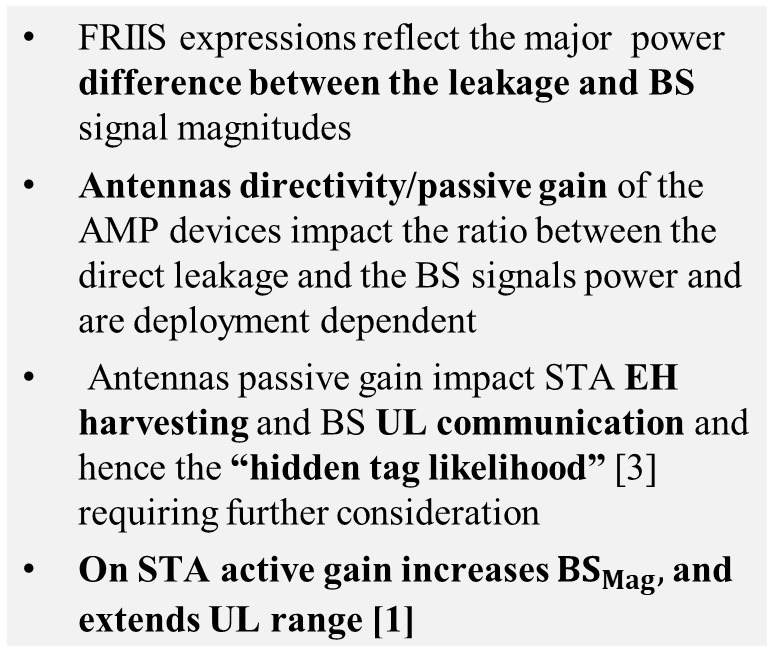 • FRIIS expressions reflect the major power
difference between the leakage and BS
signal magnitudes
• Antennas directivity/passive gain of the
AMP devices impact the ratio between the
direct leakage and the BS signals power and
are deployment dependent
• Antennas passive gain impact STA EH
harvesting and BS UL communication and
hence the “hidden tag likelihood” [3]
requiring further consideration
• On STA active gain increases BS_Mag, and
extends UL range [1]